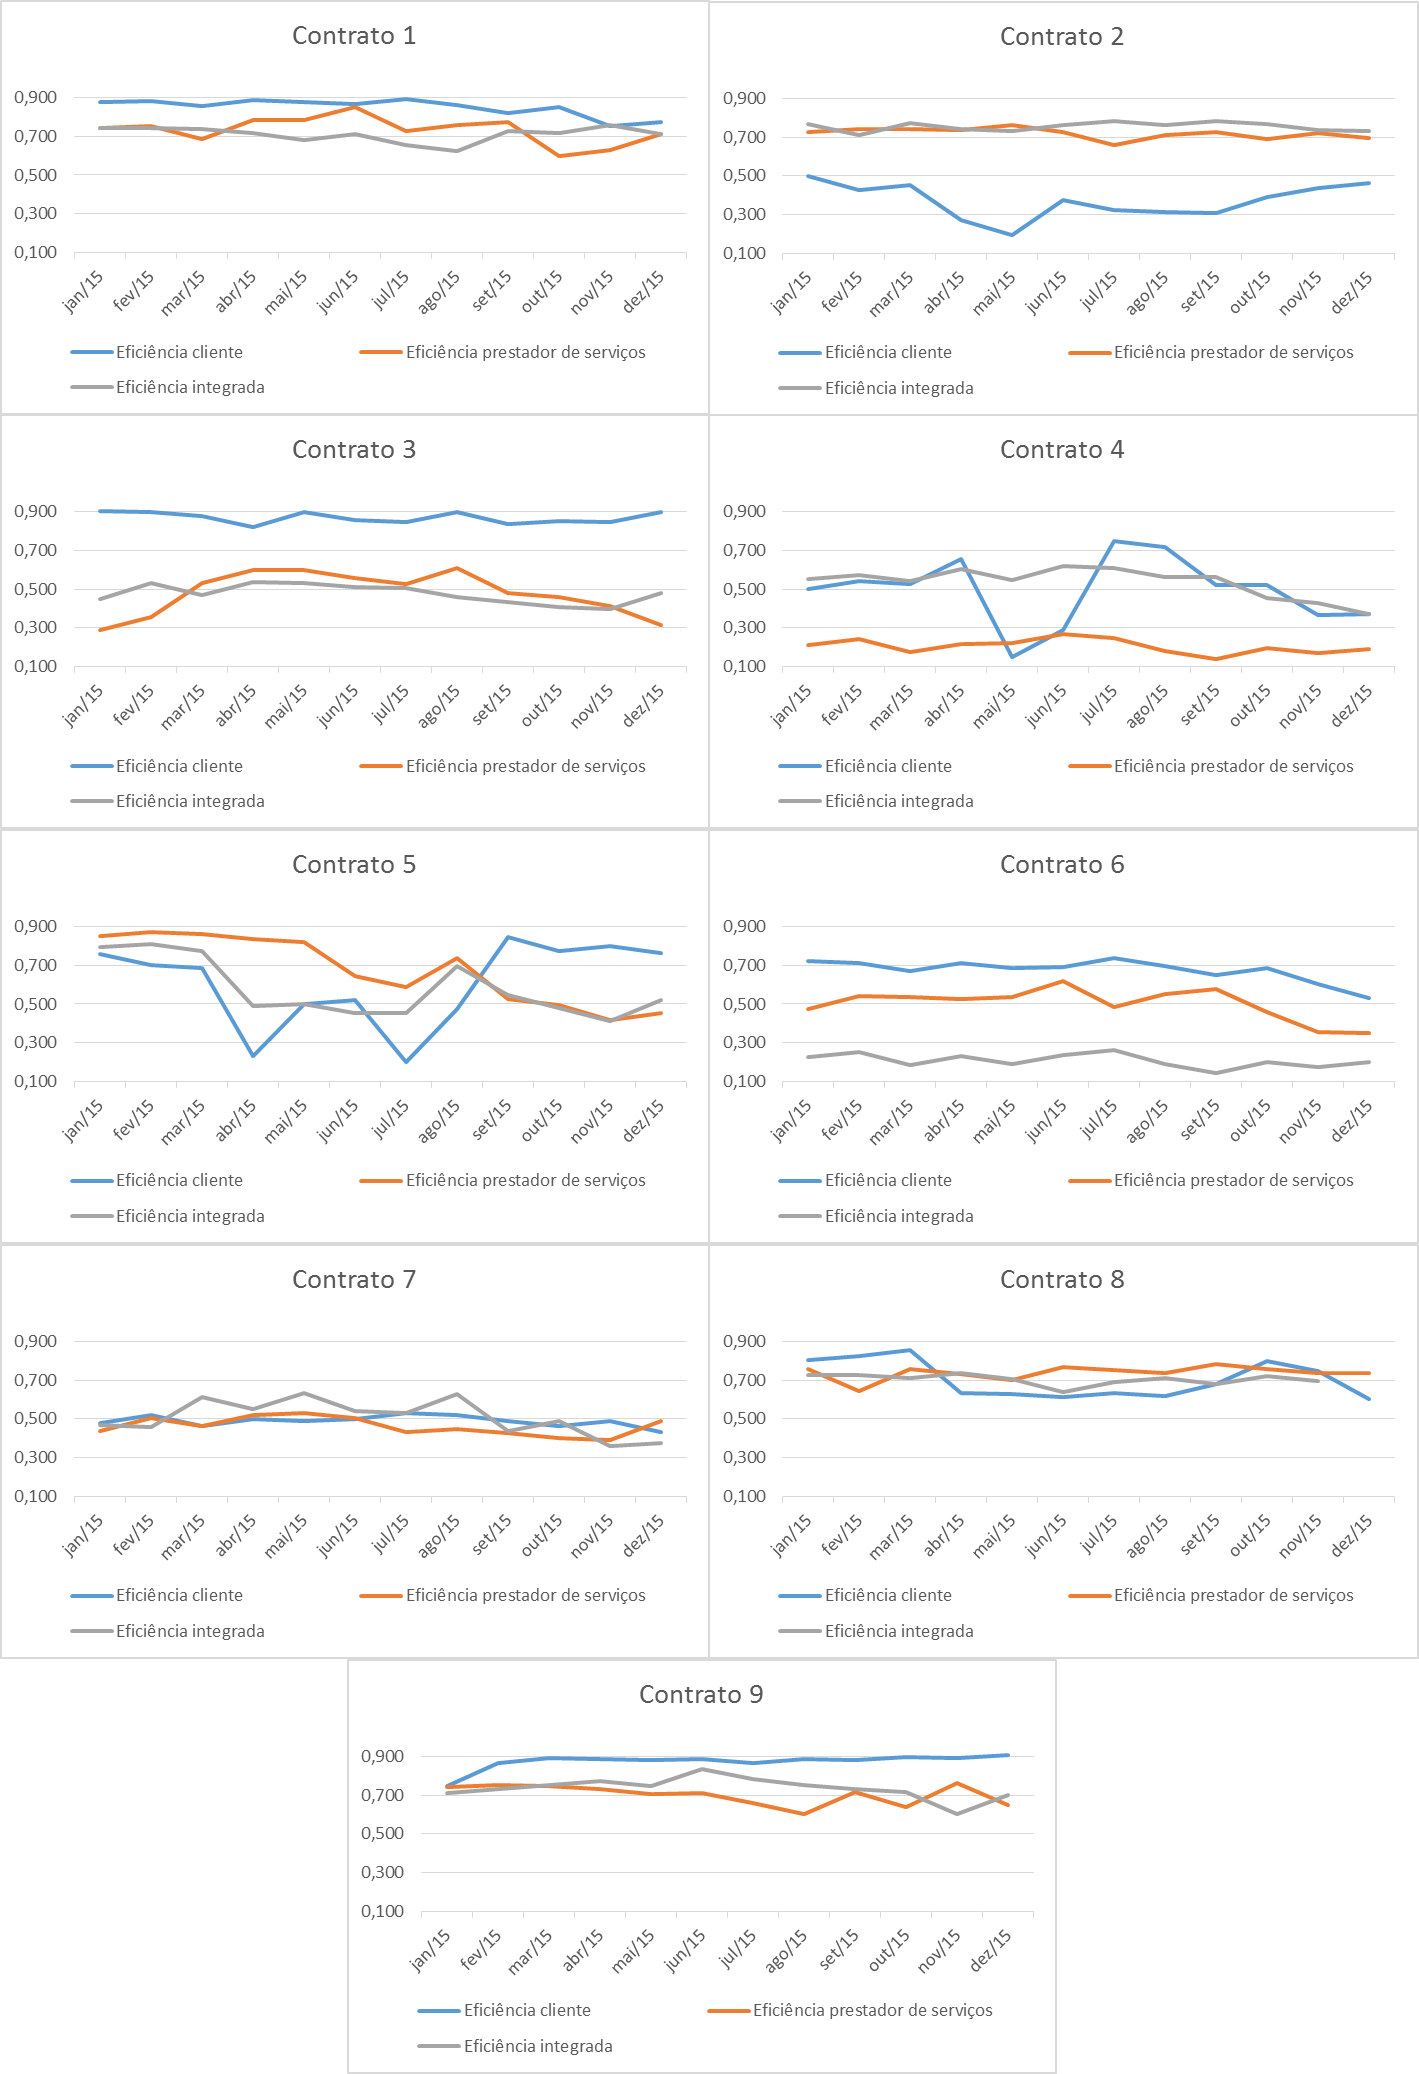 Contrato 1
0,900
0,700
0,500
0,300
0,100
jan/15 fev/15 mar/15 abr/15 mai/15 jun/15 jul/15 ago/15 set/15 out/15 nov/15 dez/15
Eficiência cliente Eficiência prestador de serviços
Eficiência integrada
Contrato 2
0,900
0,700
0,500
0,300
0,100
jan/15 fev/15 mar/15 abr/15 mai/15 jun/15 jul/15 ago/15 set/15 out/15 nov/15 dez/15
Eficiência cliente Eficiência prestador de serviços
Eficiência integrada
Contrato 3
0,900
0,700
0,500
0,300
0,100
jan/15 fev/15 mar/15 abr/15 mai/15 jun/15 jul/15 ago/15 set/15 out/15 nov/15 dez/15
Eficiência cliente Eficiência prestador de serviços
Eficiência integrada
Contrato 4
0,900
0,700
0,500
0,300
0,100
jan/15 fev/15 mar/15 abr/15 mai/15 jun/15 jul/15 ago/15 set/15 out/15 nov/15 dez/15
Eficiência cliente Eficiência prestador de serviços
Eficiência integrada
Contrato 5
0,900
0,700
0,500
0,300
0,100
jan/15 fev/15 mar/15 abr/15 mai/15 jun/15 jul/15 ago/15 set/15 out/15 nov/15 dez/15
Eficiência cliente Eficiência prestador de serviços
Eficiência integrada
Contrato 6
0,900
0,700
0,500
0,300
0,100
jan/15 fev/15 mar/15 abr/15 mai/15 jun/15 jul/15 ago/15 set/15 out/15 nov/15 dez/15
Eficiência cliente Eficiência prestador de serviços
Eficiência integrada
Contrato 7
0,900
0,700
0,500
0,300
0,100
jan/15 fev/15 mar/15 abr/15 mai/15 jun/15 jul/15 ago/15 set/15 out/15 nov/15 dez/15
Eficiência cliente Eficiência prestador de serviços
Eficiência integrada
Contrato 8
0,900
0,700
0,500
0,300
0,100
jan/15 fev/15 mar/15 abr/15 mai/15 jun/15 jul/15 ago/15 set/15 out/15 nov/15 dez/15
Eficiência cliente Eficiência prestador de serviços
Eficiência integrada
Contrato 9
0,900
0,700
0,500
0,300
0,100
jan/15 fev/15 mar/15 abr/15 mai/15 jun/15 jul/15 ago/15 set/15 out/15 nov/15 dez/15
Eficiência cliente Eficiência prestador de serviços
Eficiência integrada